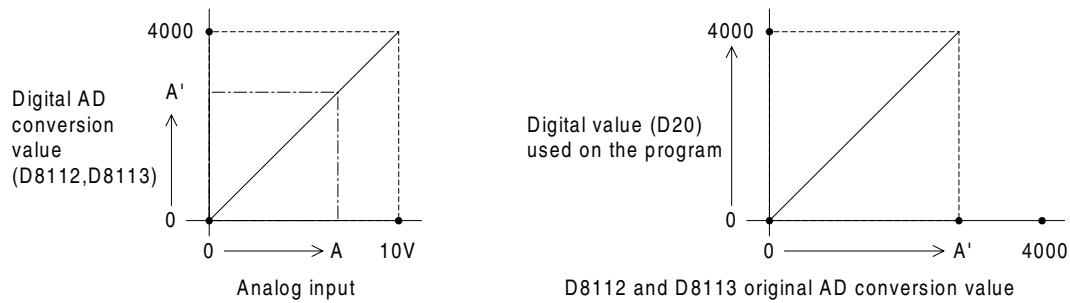 4000
A'
Digital AD
conversion
value
(D8112,D8113)
0
0
A
10V
Analog input
4000
Digital value (D20)
used on the program
0
0
A'
4000
D8112 and D8113 original AD conversion value